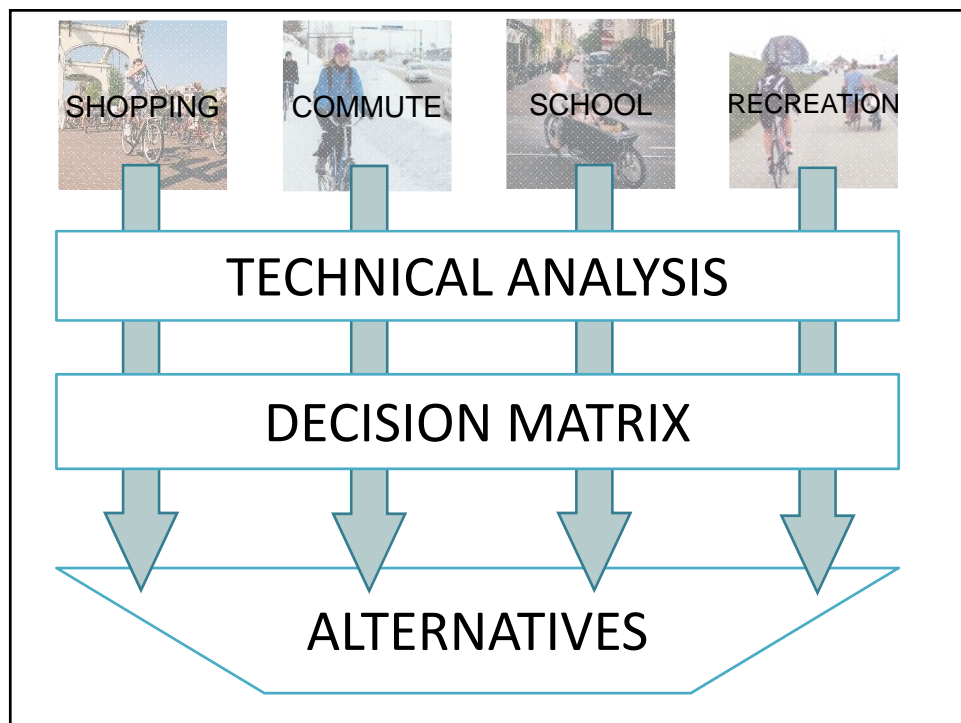 SHOPPING
COMMUTE
SCHOOL
RECREATION
TECHNICAL ANALYSIS
DECISION MATRIX
ALTERNATIVES